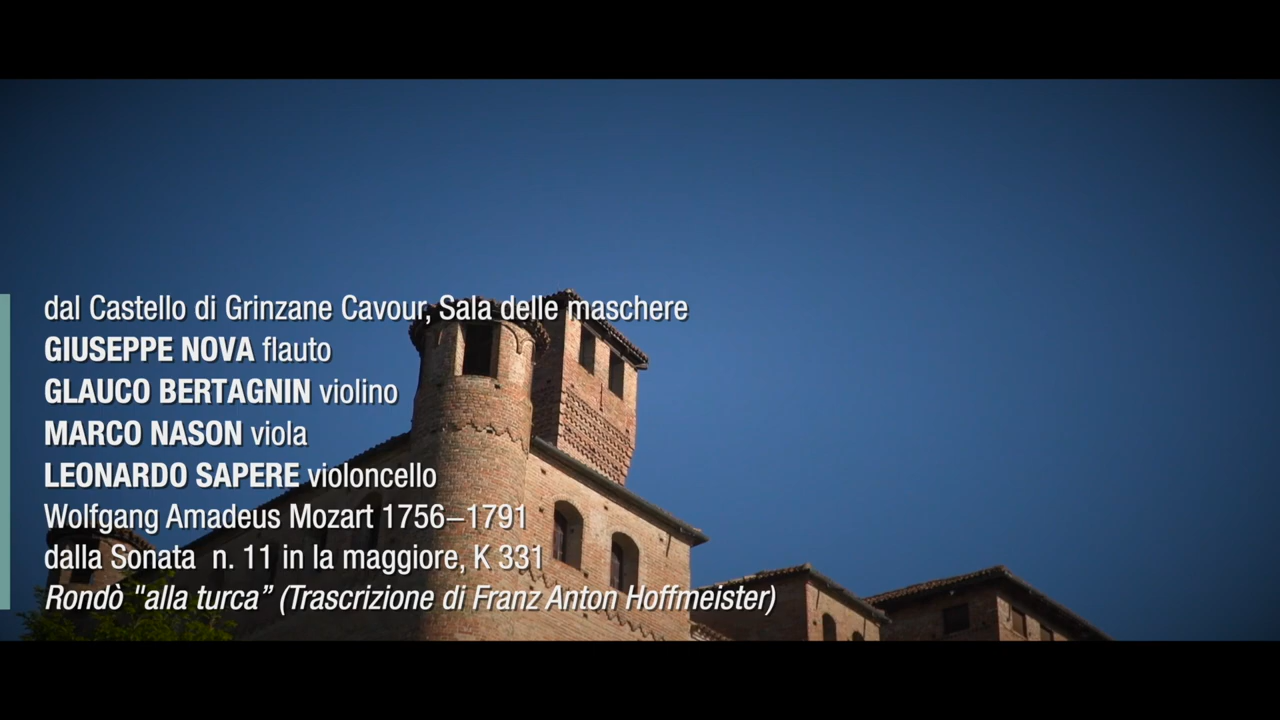 dal Castello di Grinzane Cavour, Sala delle maschere
GIUSEPPE NOVA flauto
GLAUCO BERTAGNIN violino
MARCO NASON viola
LEONARDO SAPERE violoncello
Wolfgang Amadeus Mozart 1756–1791
dalla Sonata n. 11 in la maggiore, K 331
Rondò "alla turca” (Trascrizione di Franz Anton Hoffmeister)